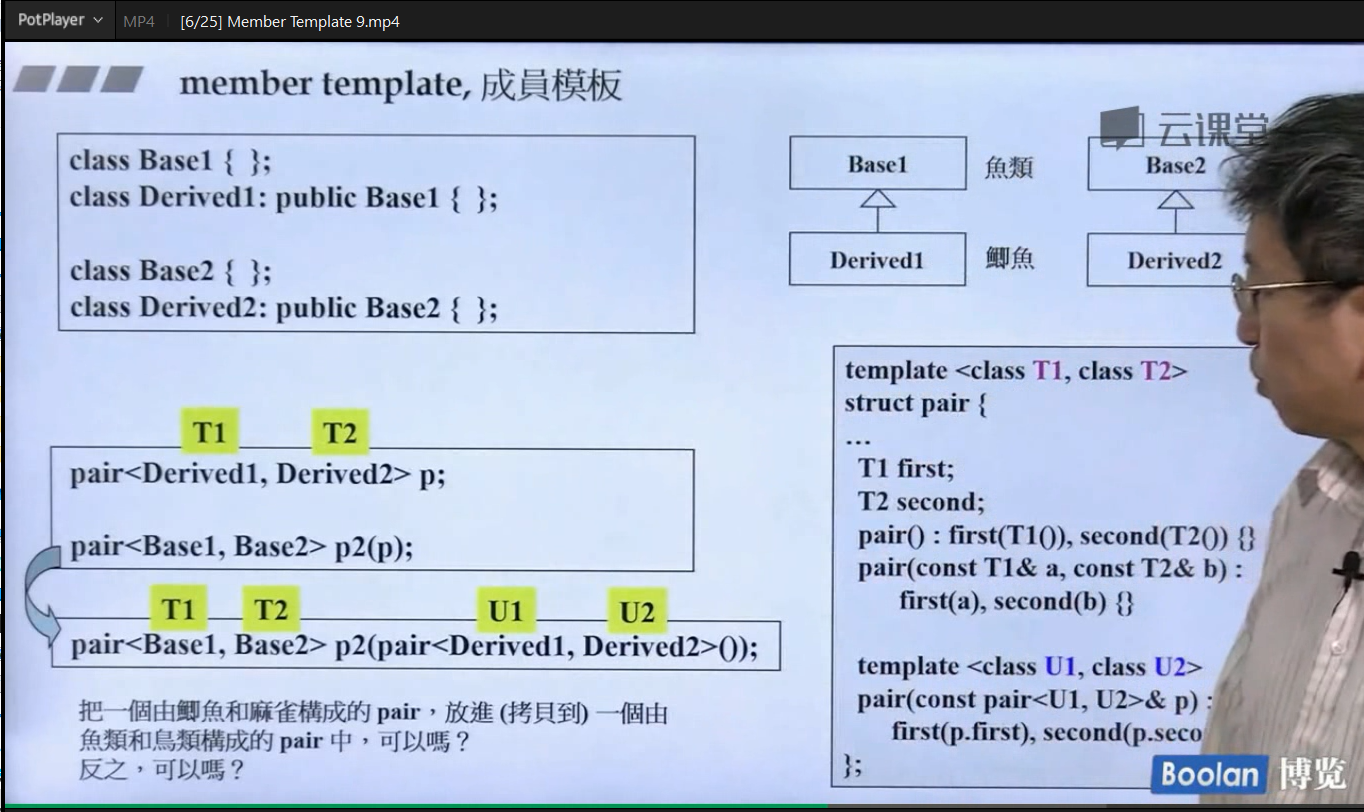 PotPlayer MP4 [6/25] Member Template 9.mp4
member template, 成員模板
云课堂
class Base1 { };
class Derived1: public Base1 { };
class Base2 { };
class Derived2: public Base2 { };
Base1 魚類 Base2
Derived1 鯽魚 Derived2
T1 T2
pair<Derived1, Derived2> p;
pair<Base1, Base2> p2(p);
T1 T2 U1 U2
pair<Base1, Base2> p2(pair<Derived1, Derived2>());
把一個由鯽魚和麻雀構成的 pair，放進 (拷貝到) 一個由
魚類和鳥類構成的 pair 中，可以嗎？
反之，可以嗎？
template <class T1, class T2>
struct pair {
...
T1 first;
T2 second;
pair() : first(T1()), second(T2()) {}
pair(const T1& a, const T2& b) :
first(a), second(b) {}
template <class U1, class U2>
pair(const pair<U1, U2>& p) :
first(p.first), second(p.seco
};
Boolan 博览